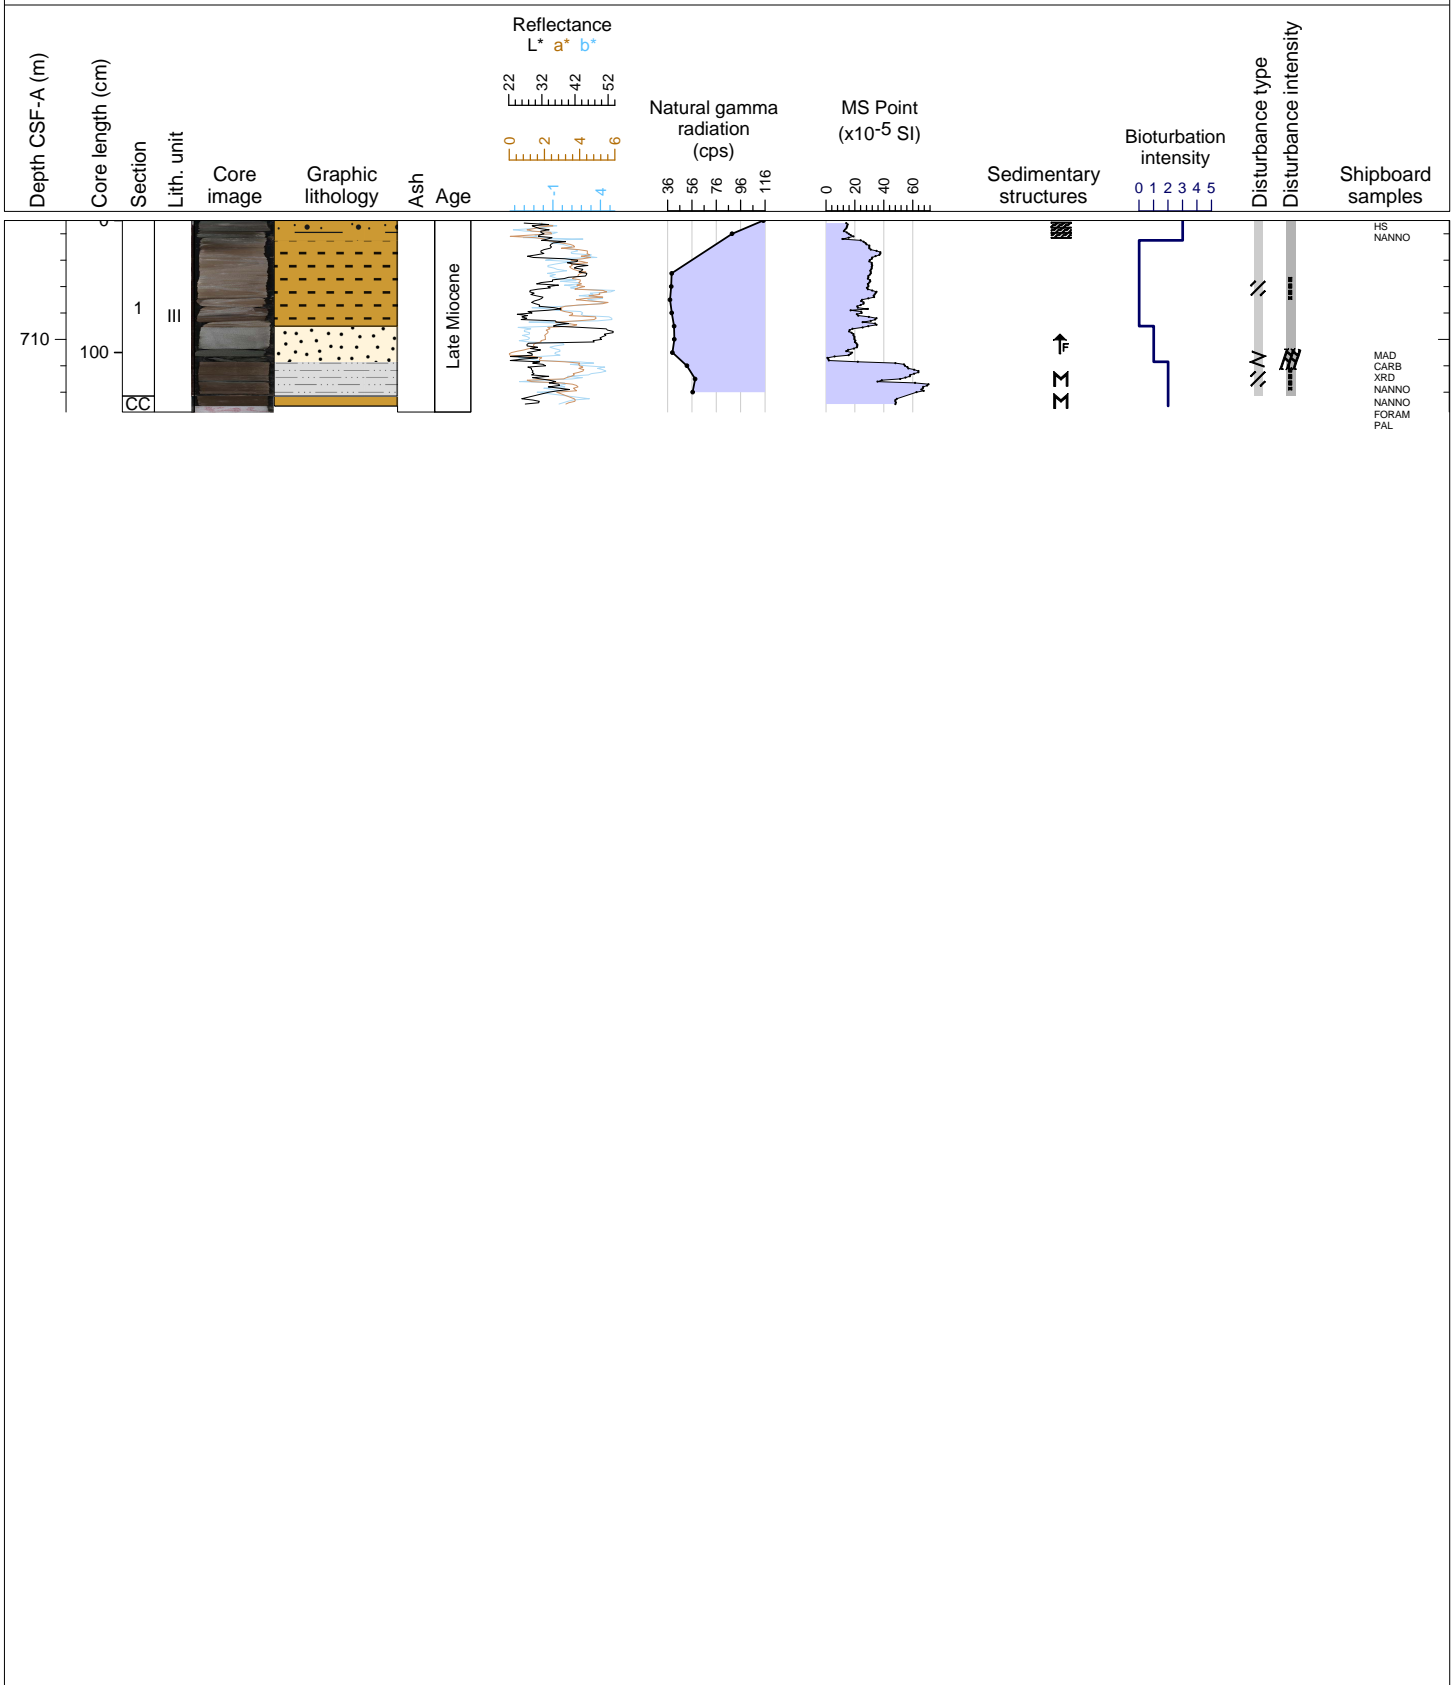 Depth CSF-A (m)
Core length (cm)
Section
Lith. unit
Core
image
Graphic
lithology
Ash
Age
Reflectance
L* a* b*
22 32 42 52
0 2 4 6
-1 4
Natural gamma
radiation
(cps)
36 56 76 96 116
MS Point
(x10-5 SI)
0 20 40 60
Sedimentary
structures
Bioturbation
intensity
0 1 2 3 4 5
Disturbance type
Disturbance intensity
Shipboard
samples
0
710
100
1
CC
III
Late Miocene
F
M
M
HS
NANNO
MAD
CARB
XRD
NANNO
NANNO
FORAM
PAL